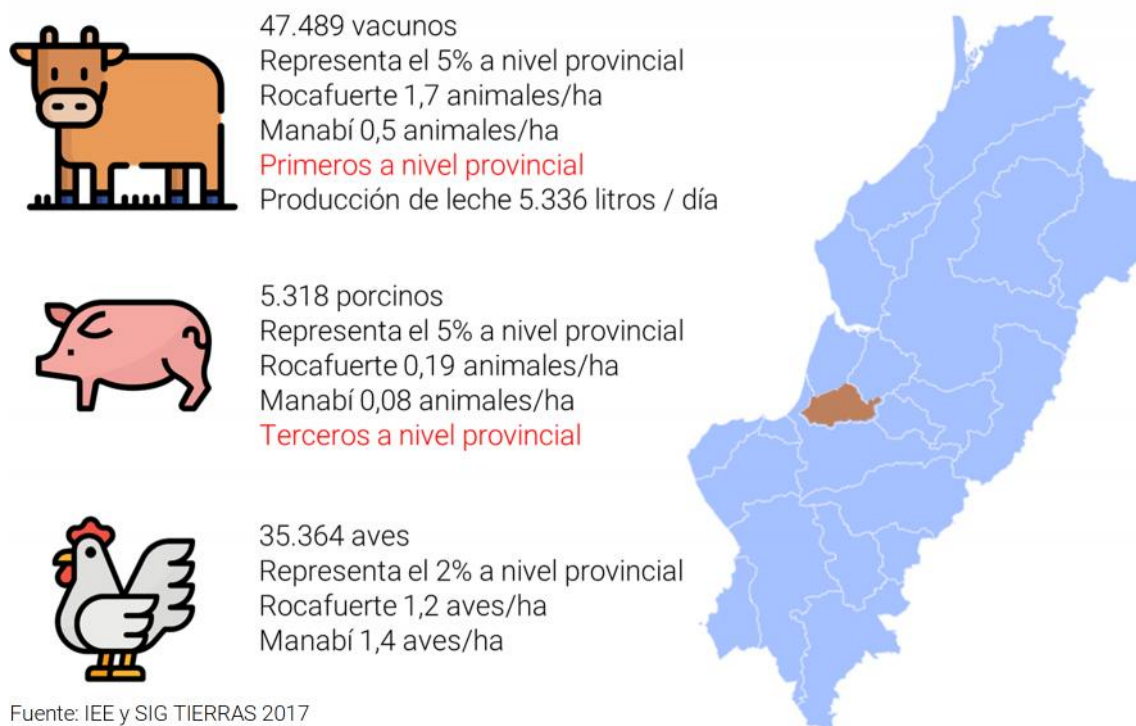 47.489 vacunos
Representa el 5% a nivel provincial
Rocafuerte 1,7 animales/ha
Manabí 0,5 animales/ha
Primeros a nivel provincial
Producción de leche 5.336 litros / día
5.318 porcinos
Representa el 5% a nivel provincial
Rocafuerte 0,19 animales/ha
Manabí 0,08 animales/ha
Terceros a nivel provincial
35.364 aves
Representa el 2% a nivel provincial
Rocafuerte 1,2 aves/ha
Manabí 1,4 aves/ha
Fuente: IEE y SIG TIERRAS 2017